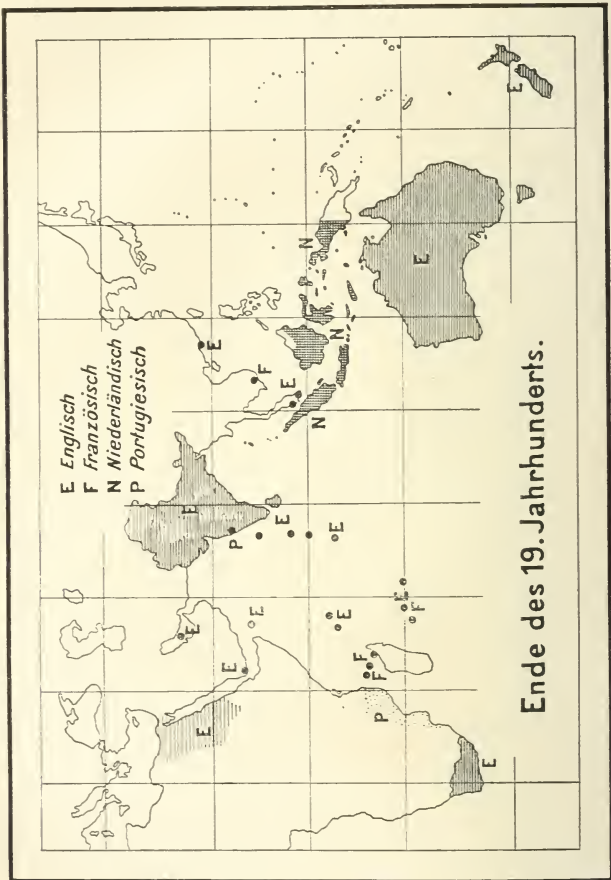 E Englisch
F Französisch
N Niederländisch
P Portugiesisch
E
E
E
E
E
P
E
F
E
E
N
N
E
N
E
E
F
F
P
E
F
E
E
E
Ende des 19. Jahrhunderts.